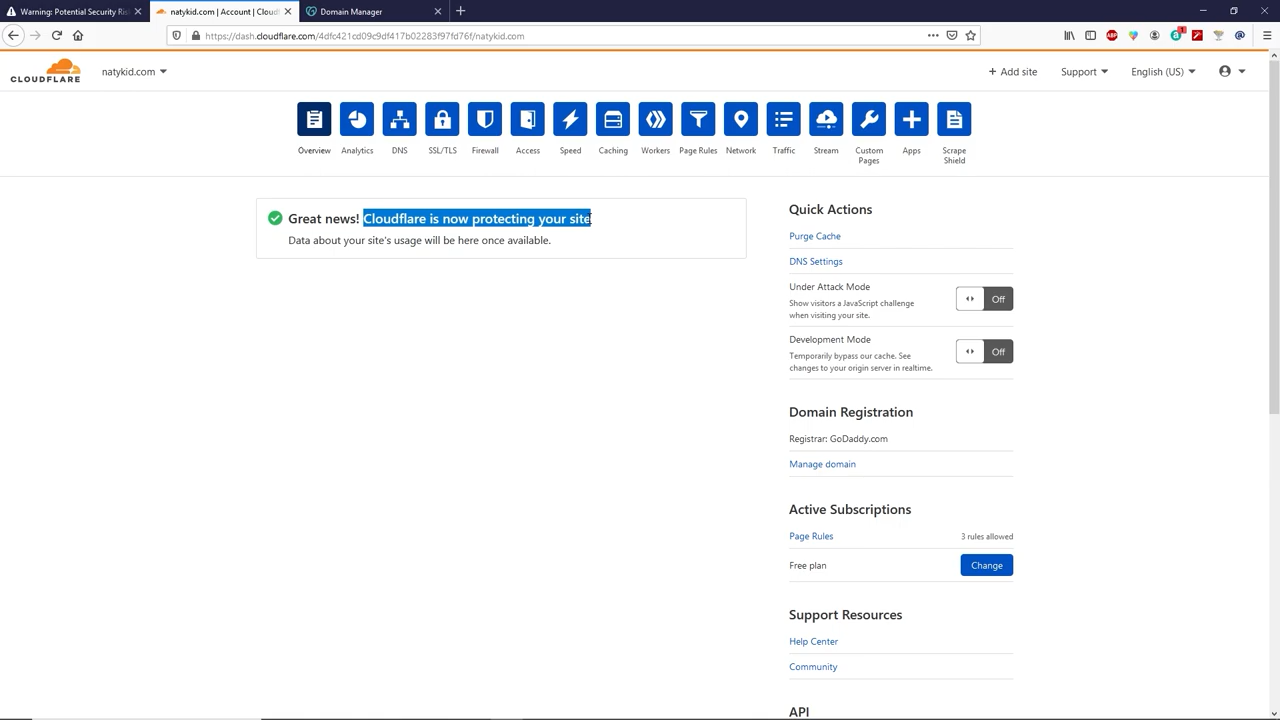 Warning: Potential Security Ris
natykid.com | Account | Cloudf
Domain Manager
https://dash.cloudflare.com/4dfc421cd09c9df417b02283f97fd76f/natykid.com
ABP
1
CLOUDFLARE
natykid.com
Add site
Support
English (US)
Overview
Analytics
DNS
SSL/TLS
Firewall
Access
Speed
Caching
Workers
Page Rules
Network
Traffic
Stream
Custom Pages
Apps
Scrape Shield
Great news! Cloudflare is now protecting your site
Data about your site's usage will be here once available.
Quick Actions
Purge Cache
DNS Settings
Under Attack Mode
Show visitors a JavaScript challenge
when visiting your site.
Off
Development Mode
Temporarily bypass our cache. See
changes to your origin server in realtime.
Off
Domain Registration
Registrar: GoDaddy.com
Manage domain
Active Subscriptions
Page Rules 3 rules allowed
Free plan Change
Support Resources
Help Center
Community
API